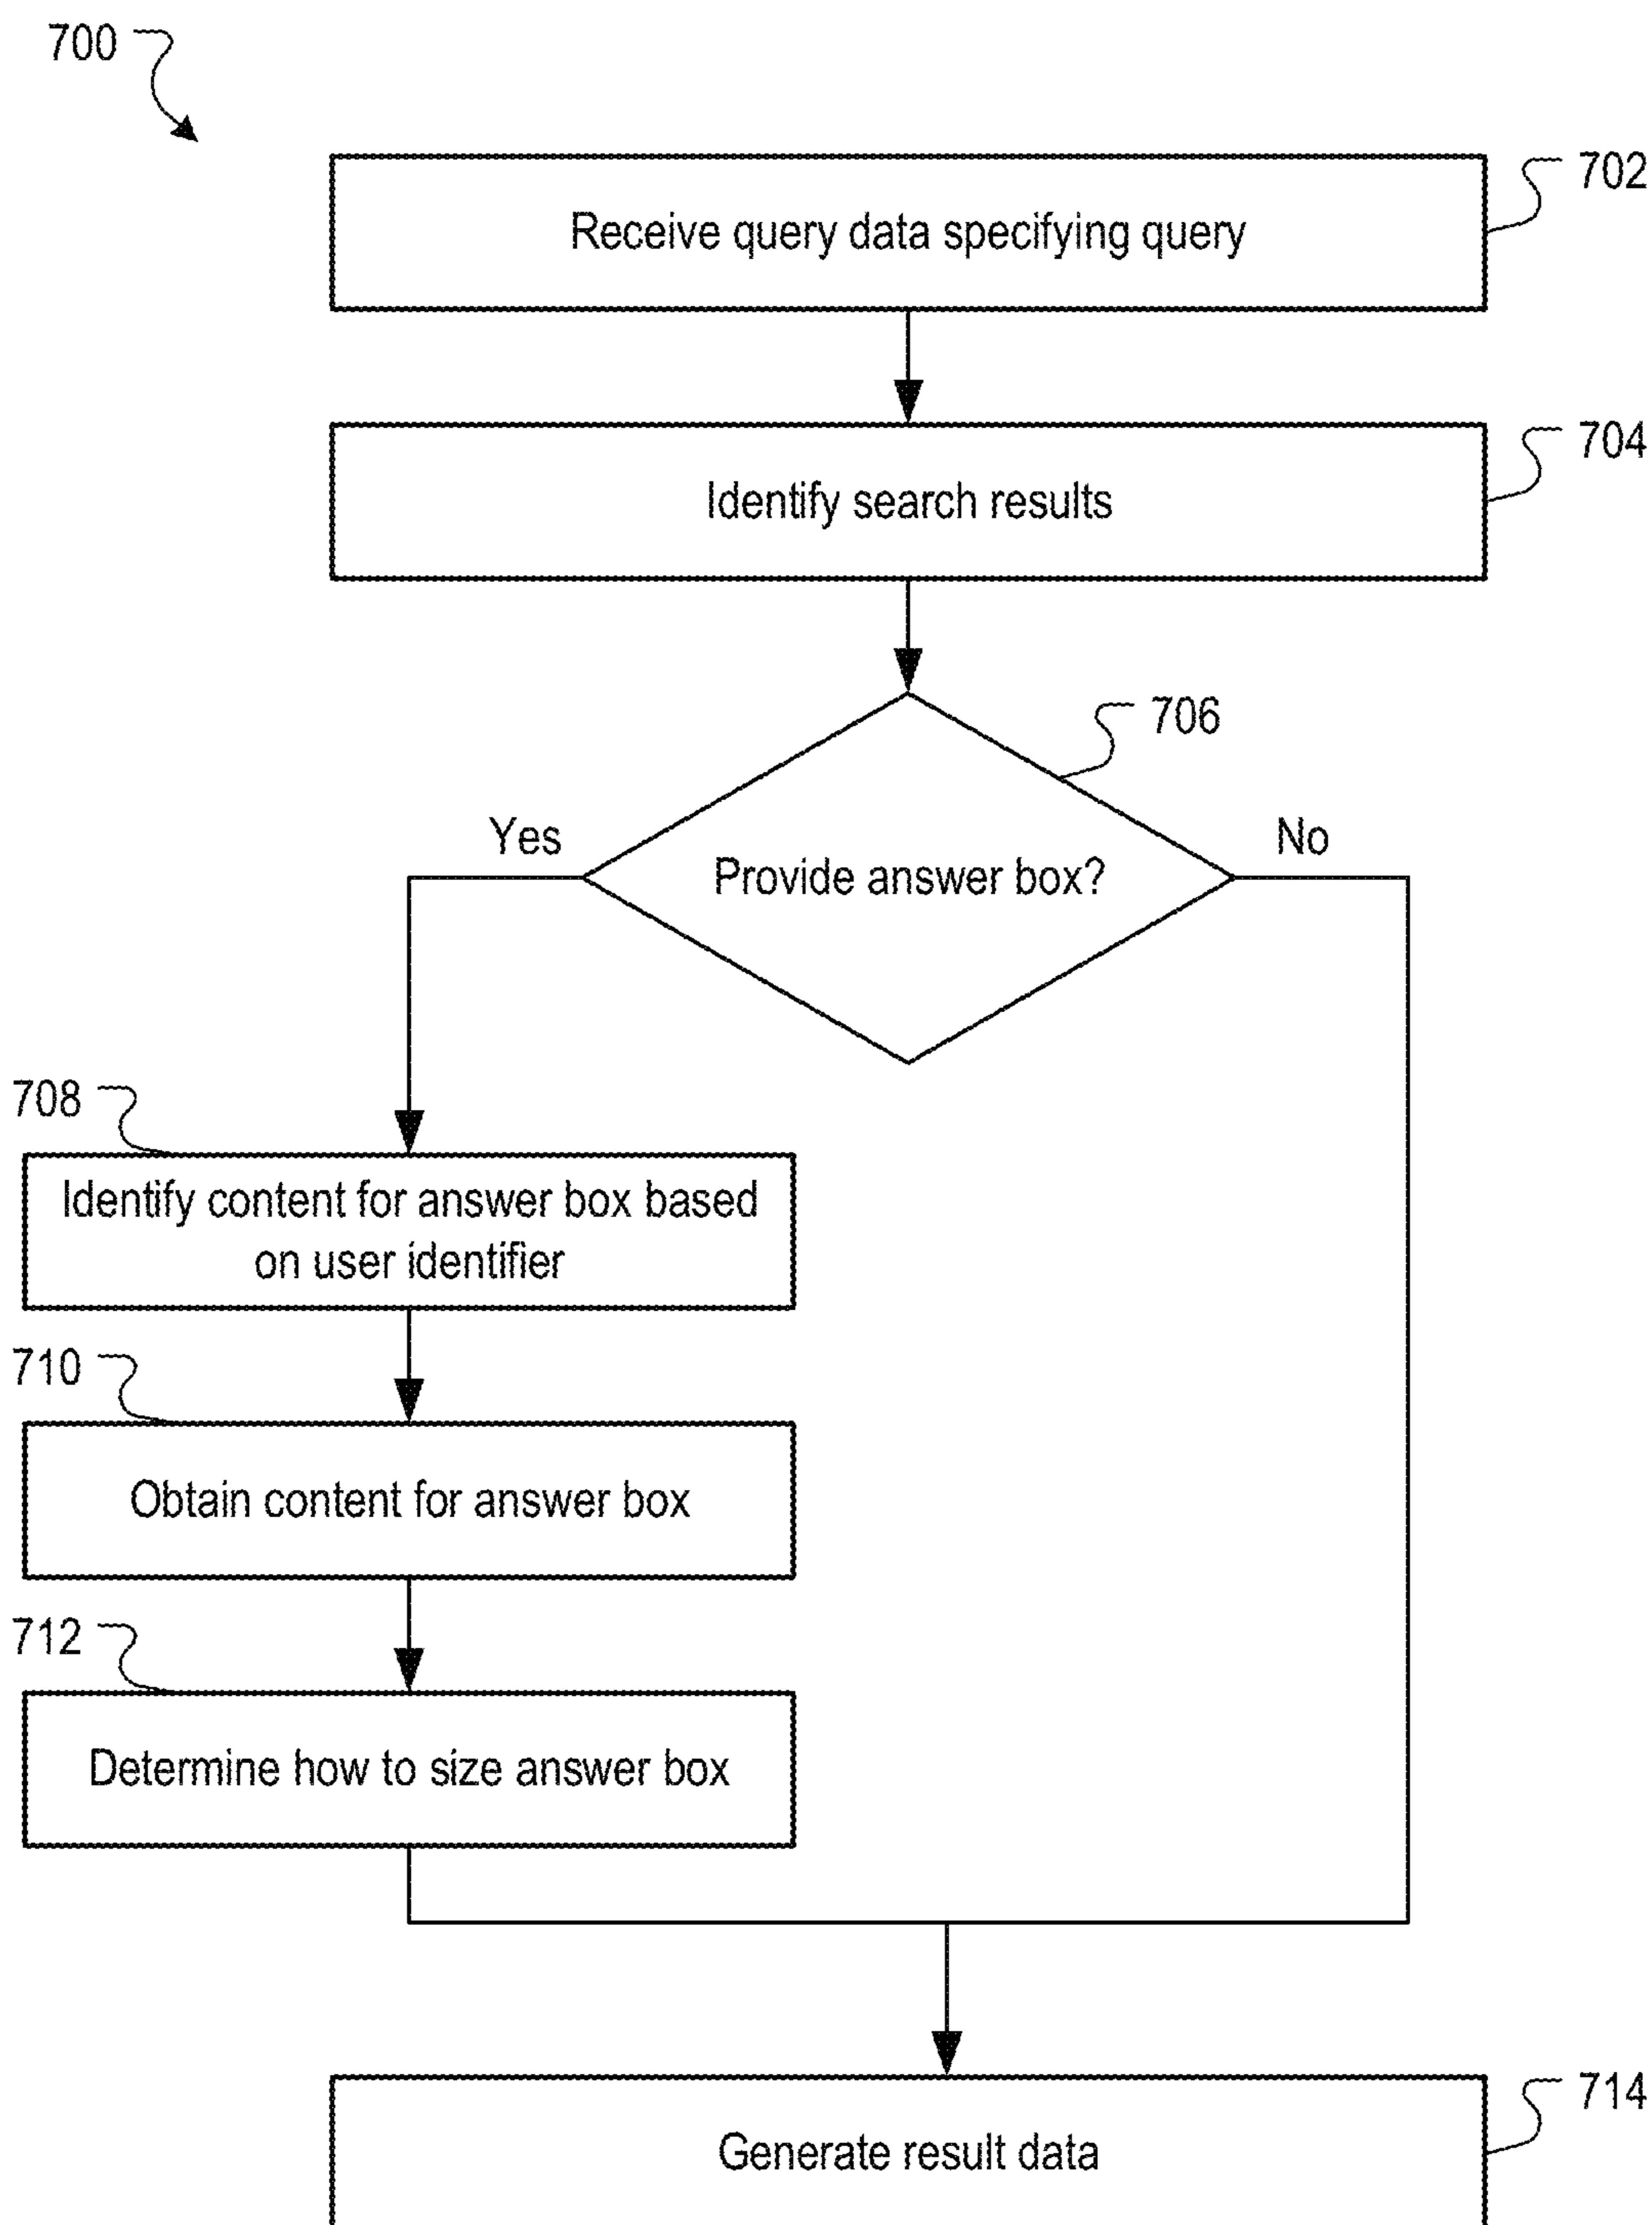 700
702
Receive query data specifying query
704
Identify search results
706
Yes
No
Provide answer box?
708
Identify content for answer box based
on user identifier
710
Obtain content for answer box
712
Determine how to size answer box
714
Generate result data